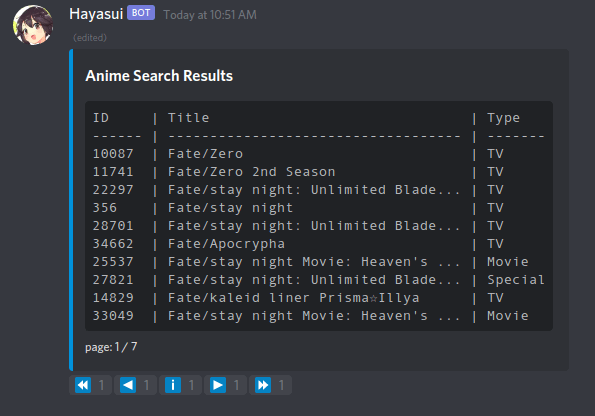 Hayasui BOT Today at 10:51 AM
(edited)
Anime Search Results
ID | Title | Type
------ | ----------------------------------- | -------
10087 | Fate/Zero | TV
11741 | Fate/Zero 2nd Season | TV
22297 | Fate/stay night: Unlimited Blade... | TV
356 | Fate/stay night | TV
28701 | Fate/stay night: Unlimited Blade... | TV
34662 | Fate/Apocrypha | TV
25537 | Fate/stay night Movie: Heaven's ... | Movie
27821 | Fate/stay night: Unlimited Blade... | Special
14829 | Fate/kaleid liner Prisma☆Illya | TV
33049 | Fate/stay night Movie: Heaven's ... | Movie
page: 1 / 7
⏪ 1 ◀ 1 ℹ 1 ▶ 1 ⏩ 1